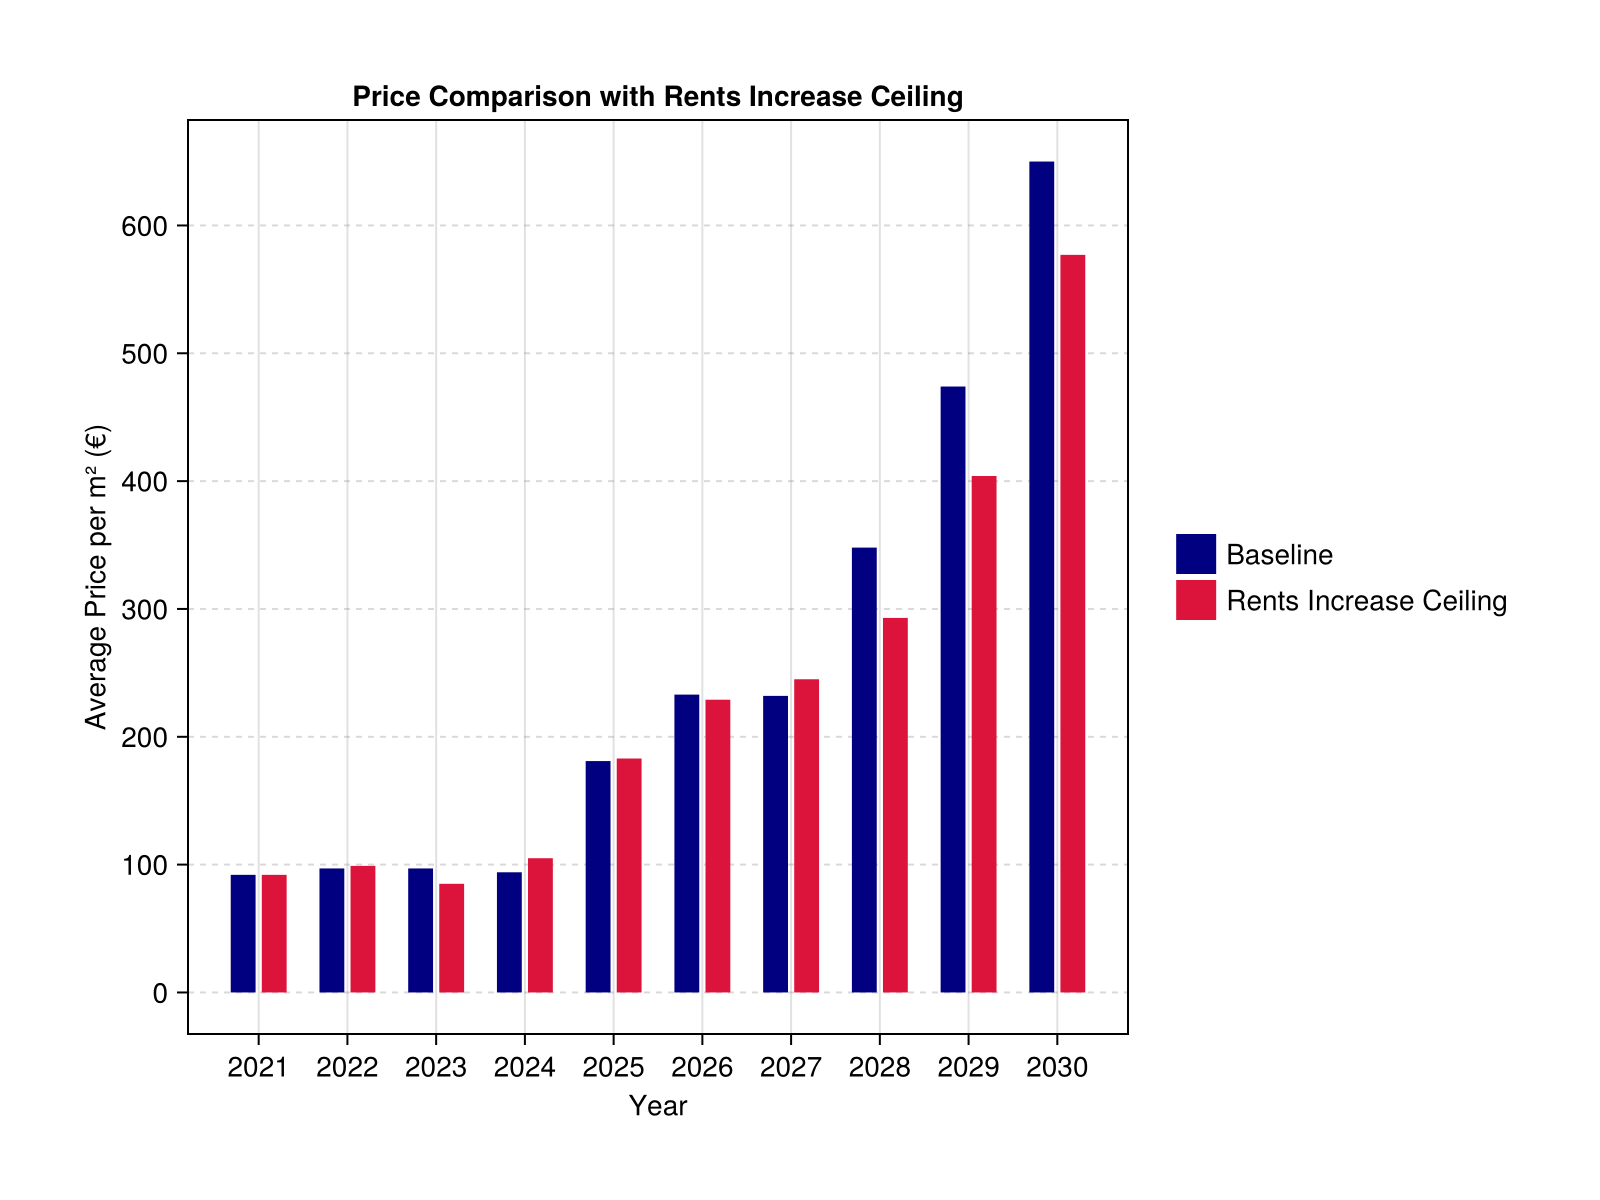 Price Comparison with Rents Increase Ceiling
Average Price per m² (€)
600
500
400
300
200
100
0
2021 2022 2023 2024 2025 2026 2027 2028 2029 2030
Year
Baseline
Rents Increase Ceiling